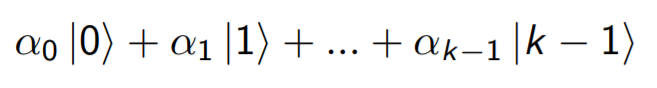 α₀ |0⟩ + α₁ |1⟩ + ... + αₖ₋₁ |k − 1⟩